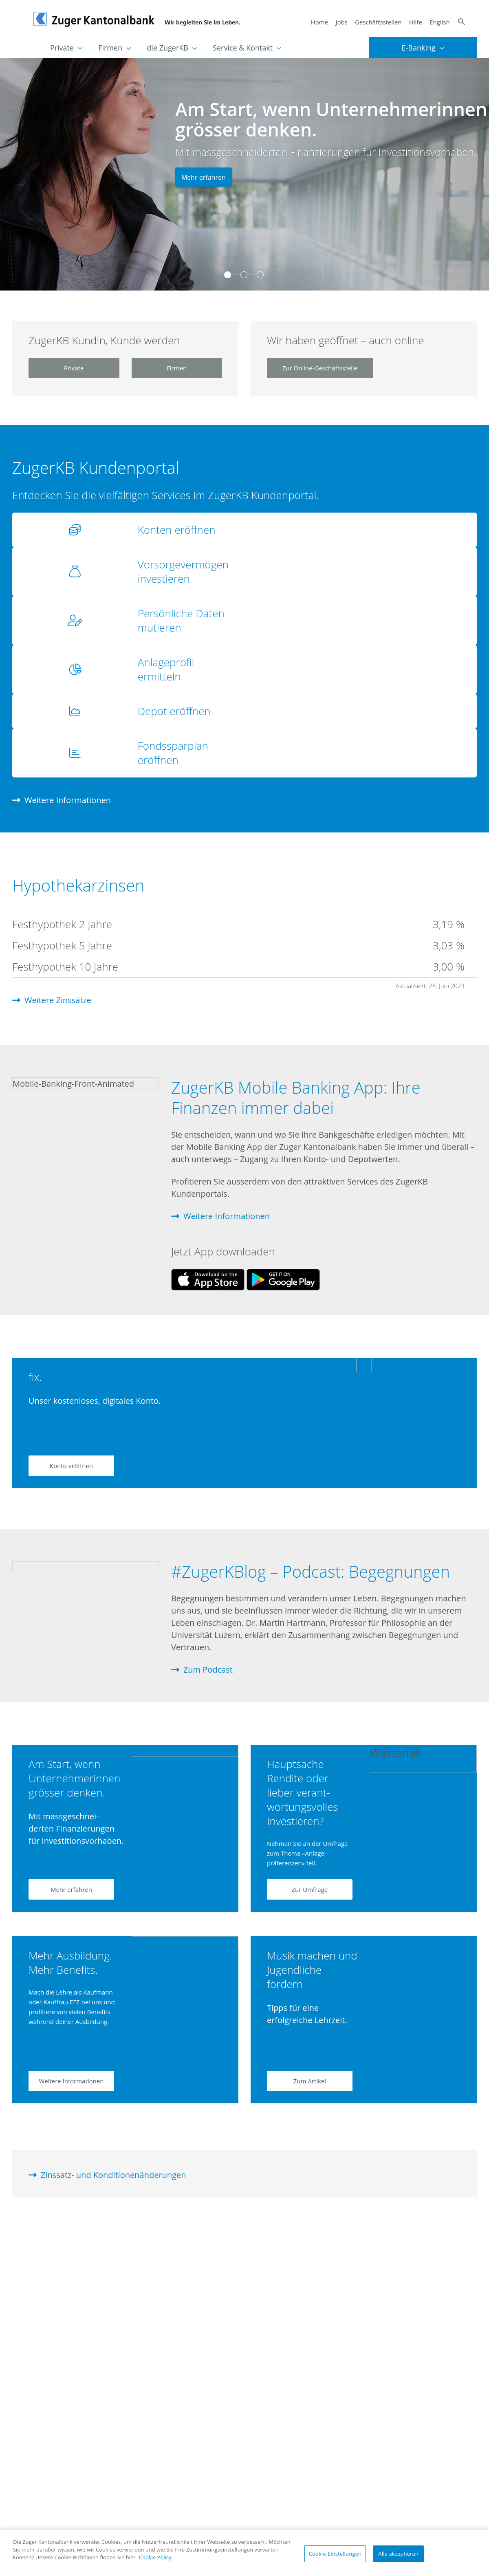 Zuger Kantonalbank
Wir begleiten Sie im Leben.
Home
Jobs
Geschäftsstellen
Hilfe
English
Private
Firmen
die ZugerKB
Service & Kontakt
E-Banking
Am Start, wenn Unternehmerinnen
grösser denken.
Mit massgeschneiderten Finanzierungen für Investitionsvorhaben.
Mehr erfahren
ZugerKB Kundin, Kunde werden
Private
Firmen
Wir haben geöffnet – auch online
Zur Online-Geschäftsstelle
ZugerKB Kundenportal
Entdecken Sie die vielfältigen Services im ZugerKB Kundenportal.
Konten eröffnen
Vorsorgevermögen
investieren
Persönliche Daten
mutieren
Anlageprofil
ermitteln
Depot eröffnen
Fondssparplan
eröffnen
Weitere Informationen
Hypothekarzinsen
Festhypothek 2 Jahre 3,19 %
Festhypothek 5 Jahre 3,03 %
Festhypothek 10 Jahre 3,00 %
Aktualisiert: 28. Juni 2023
Weitere Zinssätze
Mobile-Banking-Front-Animated
ZugerKB Mobile Banking App: Ihre
Finanzen immer dabei
Sie entscheiden, wann und wo Sie Ihre Bankgeschäfte erledigen möchten. Mit
der Mobile Banking App der Zuger Kantonalbank haben Sie immer und überall –
auch unterwegs – Zugang zu Ihren Konto- und Depotwerten.
Profitieren Sie ausserdem von den attraktiven Services des ZugerKB
Kundenportals.
Weitere Informationen
Jetzt App downloaden
Download on the
App Store
GET IT ON
Google Play
fix.
Unser kostenloses, digitales Konto.
Konto eröffnen
#ZugerKBlog – Podcast: Begegnungen
Begegnungen bestimmen und verändern unser Leben. Begegnungen machen
uns aus, und sie beeinflussen immer wieder die Richtung, die wir in unserem
Leben einschlagen. Dr. Martin Hartmann, Professor für Philosophie an der
Universität Luzern, erklärt den Zusammenhang zwischen Begegnungen und
Vertrauen.
Zum Podcast
Am Start, wenn
Unternehmerinnen
grösser denken.
Mit massgeschnei-
derten Finanzierungen
für Investitionsvorhaben.
Mehr erfahren
Wasserfall
Hauptsache
Rendite oder
lieber verant-
wortungsvolles
Investieren?
Nehmen Sie an der Umfrage
zum Thema «Anlage-
präferenzen» teil.
Zur Umfrage
Mehr Ausbildung.
Mehr Benefits.
Mach die Lehre als Kaufmann
oder Kauffrau EFZ bei uns und
profitiere von vielen Benefits
während deiner Ausbildung.
Weitere Informationen
Musik machen und
Jugendliche
fördern
Tipps für eine
erfolgreiche Lehrzeit.
Zum Artikel
Zinssatz- und Konditionenänderungen
Die Zuger Kantonalbank verwendet Cookies, um die Nutzerfreundlichkeit ihrer Webseite zu verbessern. Möchten
Sie mehr darüber wissen, wie wir Cookies verwenden und wie Sie Ihre Zustimmungseinstellungen verwalten
können? Unsere Cookie-Richtlinien finden Sie hier Cookie Policy.
Cookie-Einstellungen
Alle akzeptieren